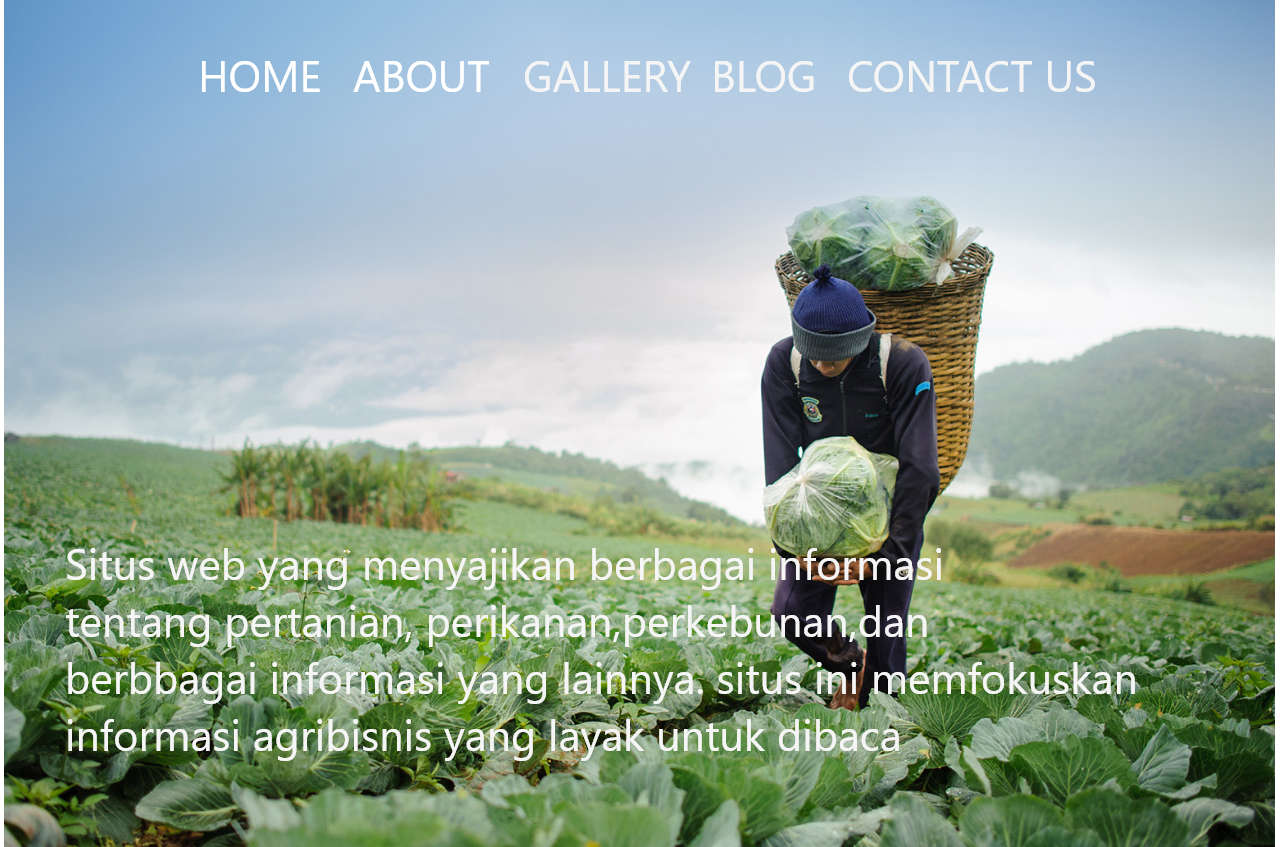 HOME ABOUT GALLERY BLOG CONTACT US
Situs web yang menyajikan berbagai informasi
tentang pertanian, perikanan,perkebunan,dan
berbbagai informasi yang lainnya. situs ini memfokuskan
informasi agribisnis yang layak untuk dibaca